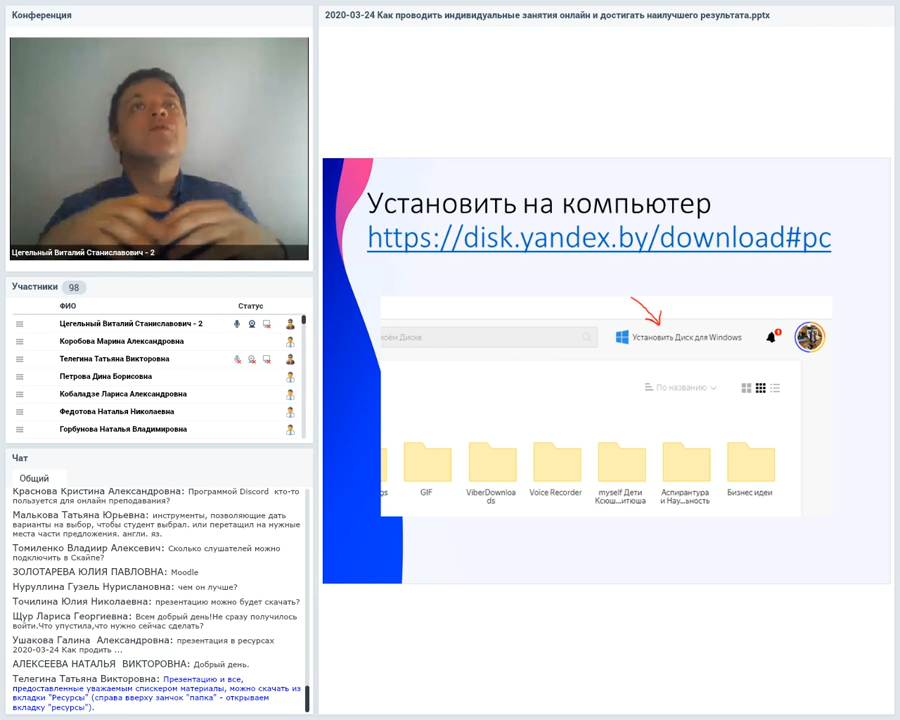 Конференция
Цегельный Виталий Станиславович - 2
Участники 98
ФИО Статус
Цегельный Виталий Станиславович - 2
Коробова Марина Александровна
Телегина Татьяна Викторовна
Петрова Дина Борисовна
Кобаладзе Лариса Александровна
Федотова Наталья Николаевна
Горбунова Наталья Владимировна
Чат
Общий
Краснова Кристина Александровна: Программой Discord кто-то
пользуется для онлайн преподавания?
Малькова Татьяна Юрьевна: инструменты, позволяющие дать
варианты на выбор, чтобы студент выбрал. или перетащил на нужные
места части предложения. англи. яз.
Томиленко Владиир Алексевич: Сколько слушателей можно
подключить в Скайпе?
ЗОЛОТАРЕВА ЮЛИЯ ПАВЛОВНА: Moodle
Нуруллина Гузель Нурислановна: чем он лучше?
Точилина Юлия Николаевна: презентацию можно будет скачать?
Щур Лариса Георгиевна: Всем добрый день!Не сразу получилось
войти.Что упустила,что нужно сейчас сделать?
Ушакова Галина Александровна: презентация в ресурсах
2020-03-24 Как продить ...
АЛЕКСЕЕВА НАТАЛЬЯ ВИКТОРОВНА: Добрый день.
Телегина Татьяна Викторовна: Презентацию и все,
предоставленные уважаемым спискером материалы, можно скачать из
вкладки "Ресурсы" (справа вверху занчок "папка" - открываем
вкладку "ресурсы").
2020-03-24 Как проводить индивидуальные занятия онлайн и достигать наилучшего результата.pptx
Установить на компьютер
https://disk.yandex.by/download#pc
моём Диске
Установить Диск для Windows
По названию
gs
GIF
ViberDownloa
ds
Voice Recorder
myself Дети
Ксюш...итюша
Аспирантура
и Нау...ьность
Бизнес идеи